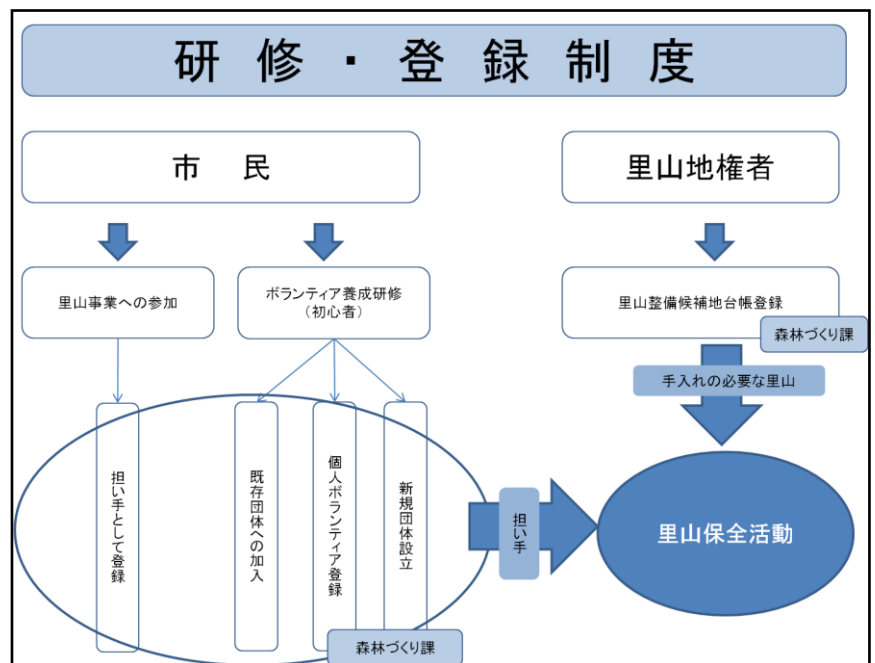 研修・登録制度
市民
里山地権者
里山事業への参加
ボランティア養成研修
(初心者)
里山整備候補地台帳登録
森林づくり課
手入れの必要な里山
担い手として登録
既存団体への加入
個人ボランティア登録
新規団体設立
担い手
里山保全活動
森林づくり課